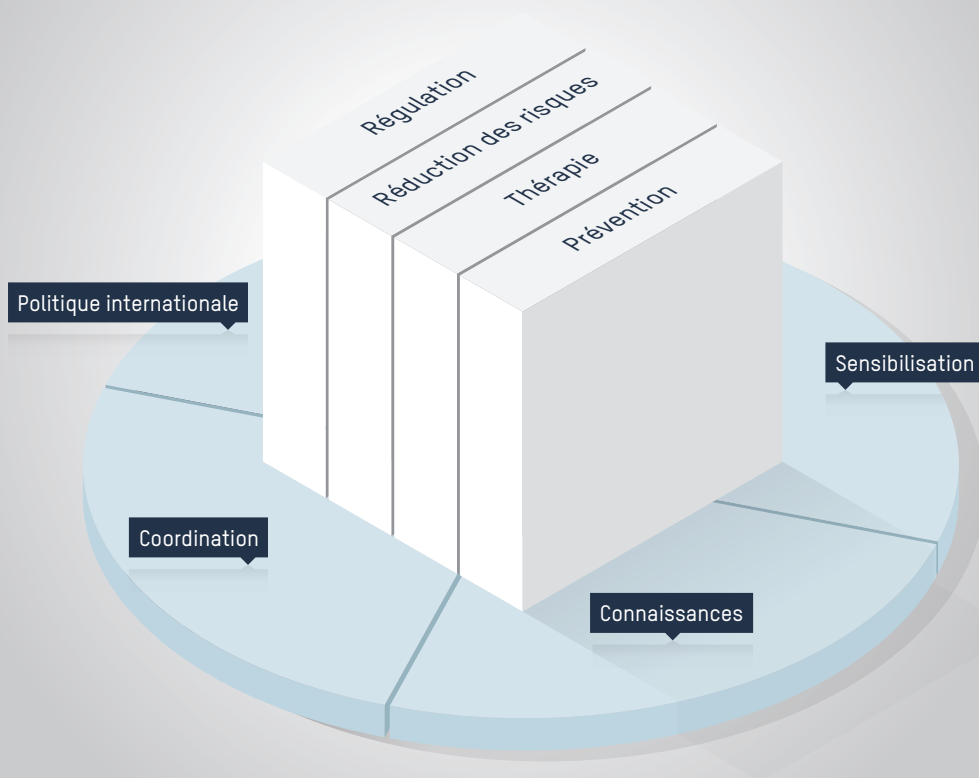 Régulation
Réduction des risques
Thérapie
Prévention
Politique internationale
Sensibilisation
Coordination
Connaissances